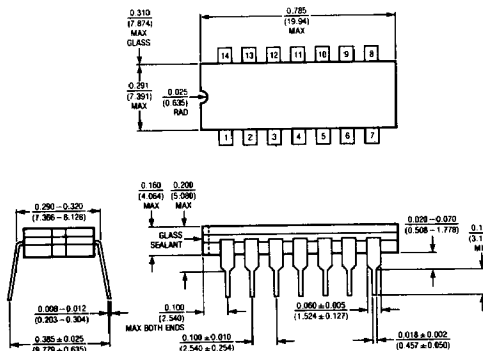 0.310
(7.874)
MAX
GLASS
0.785
(19.94)
MAX
14 13 12 11 10 9 8
0.291
(7.391)
MAX
0.025
(0.635)
RAD
1 2 3 4 5 6 7
0.290–0.320
(7.366–8.128)
0.160
(4.064)
MAX
0.200
(5.080)
MAX
GLASS
SEALANT
0.020–0.070
(0.508–1.778)
0.008–0.012
(0.203–0.304)
0.385±0.025
(9.779±0.635)
0.100
(2.540)
MAX BOTH ENDS
0.100±0.010
(2.540±0.254)
0.060±0.005
(1.524±0.127)
0.018±0.002
(0.457±0.050)